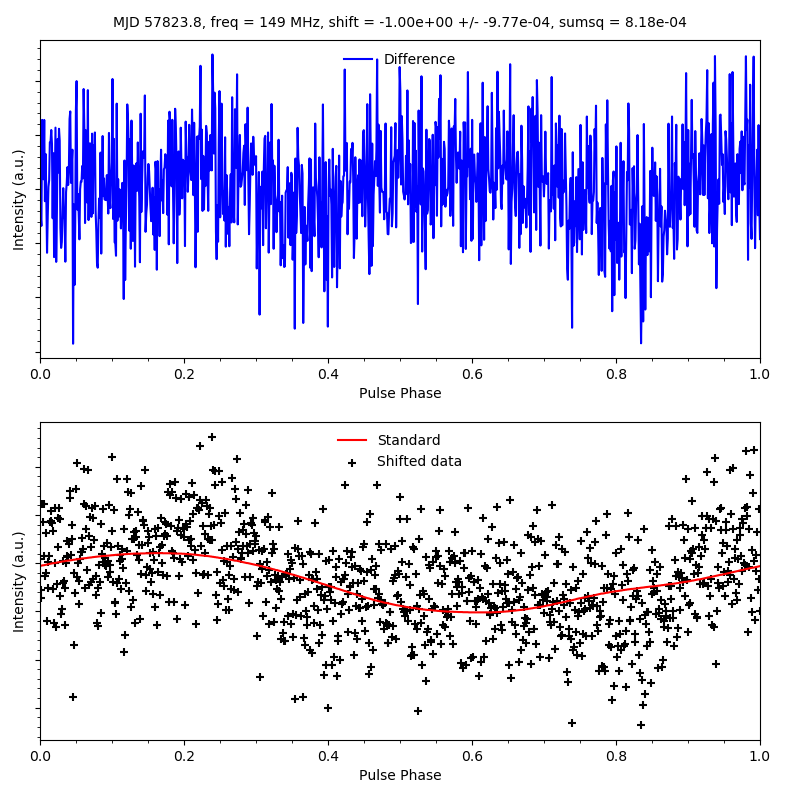 MJD 57823.8, freq = 149 MHz, shift = -1.00e+00 +/- -9.77e-04, sumsq = 8.18e-04
Difference
Intensity (a.u.)
0.0 0.2 0.4 0.6 0.8 1.0
Pulse Phase
Standard
Shifted data
Intensity (a.u.)
0.0 0.2 0.4 0.6 0.8 1.0
Pulse Phase